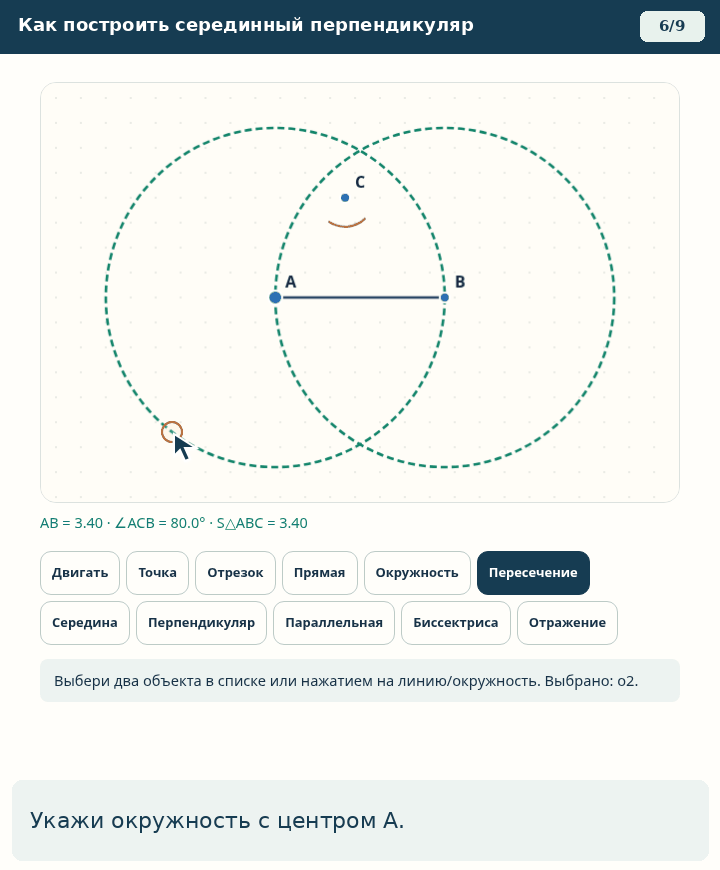 Как построить серединный перпендикуляр
6/9
C
A
B
AB = 3.40 · ∠ACB = 80.0° · S△ABC = 3.40
Двигать
Точка
Отрезок
Прямая
Окружность
Пересечение
Середина
Перпендикуляр
Параллельная
Биссектриса
Отражение
Выбери два объекта в списке или нажатием на линию/окружность. Выбрано: o2.
Укажи окружность с центром A.